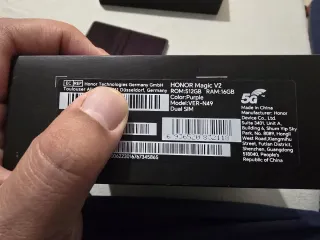 EC REP Honor Technologies Germany GmbH
Düsseldorf, Germany
HONOR Magic V2
ROM:512GB RAM:16GB
Color:Purple
Model:VER-N49
Dual SIM
5G
Made in China
Manufacturer: Honor
Device Co., Ltd.
Suite 3401, Unit A,
Building 6, Shum Yip Sky
Park, No. 8089, Hongli
West Road, Xiangmihu
Street, Futian District,
Shenzhen, Guangdong
518040, People's
Republic of China